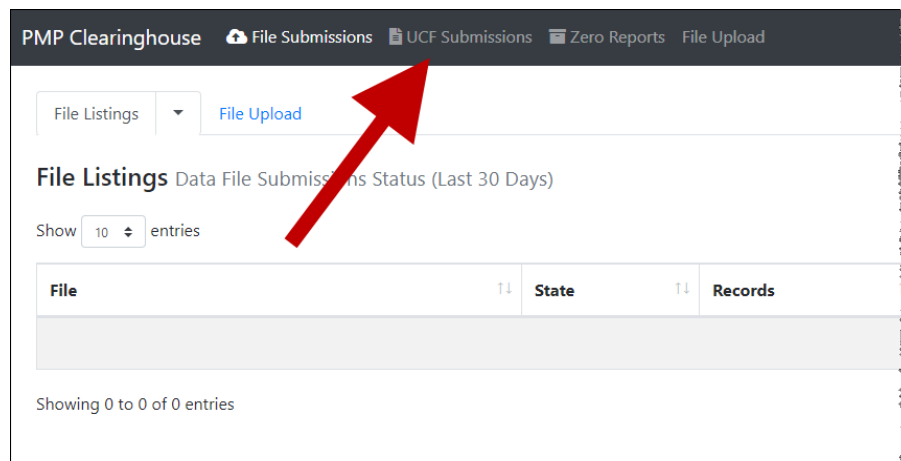 PMP Clearinghouse File Submissions UCF Submissions Zero Reports File Upload
File Listings File Upload
File Listings Data File Submissions Status (Last 30 Days)
Show 10 entries
File State Records
Showing 0 to 0 of 0 entries